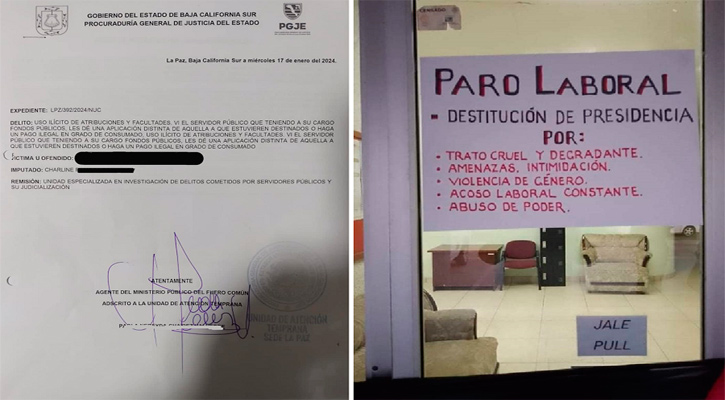 GOBIERNO DEL ESTADO DE BAJA CALIFORNIA SUR
PROCURADURÍA GENERAL DE JUSTICIA DEL ESTADO
PGJE
La Paz, Baja California Sur a miércoles 17 de enero del 2024.
EXPEDIENTE: LPZ/392/2024/NUC
DELITO: USO ILÍCITO DE ATRIBUCIONES Y FACULTADES. VI EL SERVIDOR PÚBLICO QUE TENIENDO A SU CARGO
FONDOS PÚBLICOS, LES DÉ UNA APLICACIÓN DISTINTA DE AQUELLA A QUE ESTUVIEREN DESTINADOS O HAGA
UN PAGO ILEGAL EN GRADO DE CONSUMADO, USO ILÍCITO DE ATRIBUCIONES Y FACULTADES. VI EL SERVIDOR
PÚBLICO QUE TENIENDO A SU CARGO FONDOS PÚBLICOS, LES DÉ UNA APLICACIÓN DISTINTA DE AQUELLA A
QUE ESTUVIEREN DESTINADOS O HAGA UN PAGO ILEGAL EN GRADO DE CONSUMADO
ÍCTIMA U OFENDIDO:
IMPUTADO: CHARLINE
REMISIÓN: UNIDAD ESPECIALIZADA EN INVESTIGACIÓN DE DELITOS COMETIDOS POR SERVIDORES PÚBLICOS Y
SU JUDICIALIZACIÓN
ATENTAMENTE
AGENTE DEL MINISTERIO PÚBLICO DEL FUERO COMÚN
ADSCRITO A LA UNIDAD DE ATENCIÓN TEMPRANA
UNIDAD DE ATENCIÓN
TEMPRANA
SEDE LA PAZ
PARO LABORAL
- DESTITUCIÓN DE PRESIDENCIA
POR:
• TRATO CRUEL Y DEGRADANTE.
• AMENAZAS, INTIMIDACIÓN.
• VIOLENCIA DE GÉNERO.
• ACOSO LABORAL CONSTANTE.
• ABUSO DE PODER.
JALE
PULL